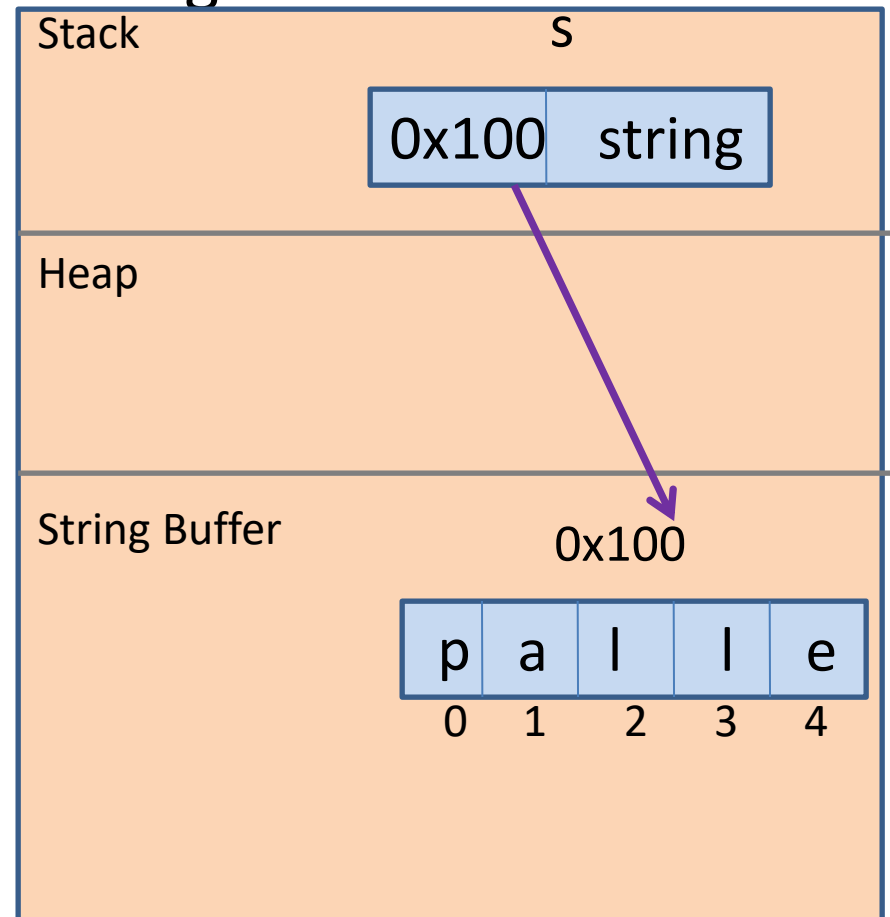 Stack s
0x100 string
Heap
String Buffer
0x100
p a l l e
0 1 2 3 4